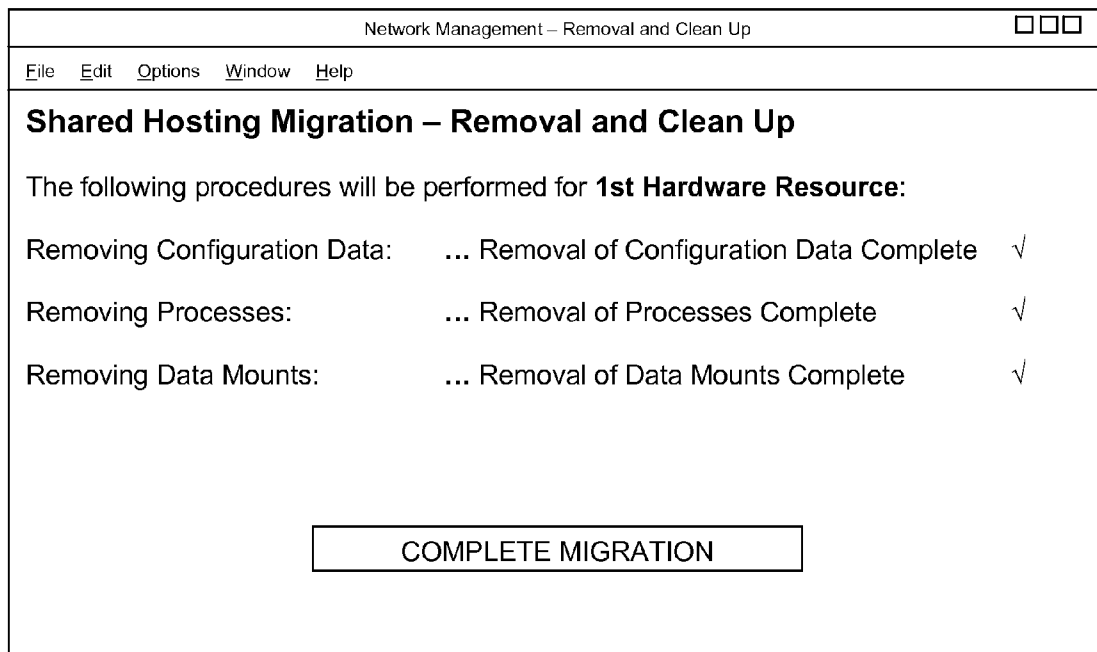 Network Management – Removal and Clean Up
File Edit Options Window Help
Shared Hosting Migration – Removal and Clean Up
The following procedures will be performed for 1st Hardware Resource:
Removing Configuration Data: ... Removal of Configuration Data Complete √
Removing Processes: ... Removal of Processes Complete √
Removing Data Mounts: ... Removal of Data Mounts Complete √
COMPLETE MIGRATION